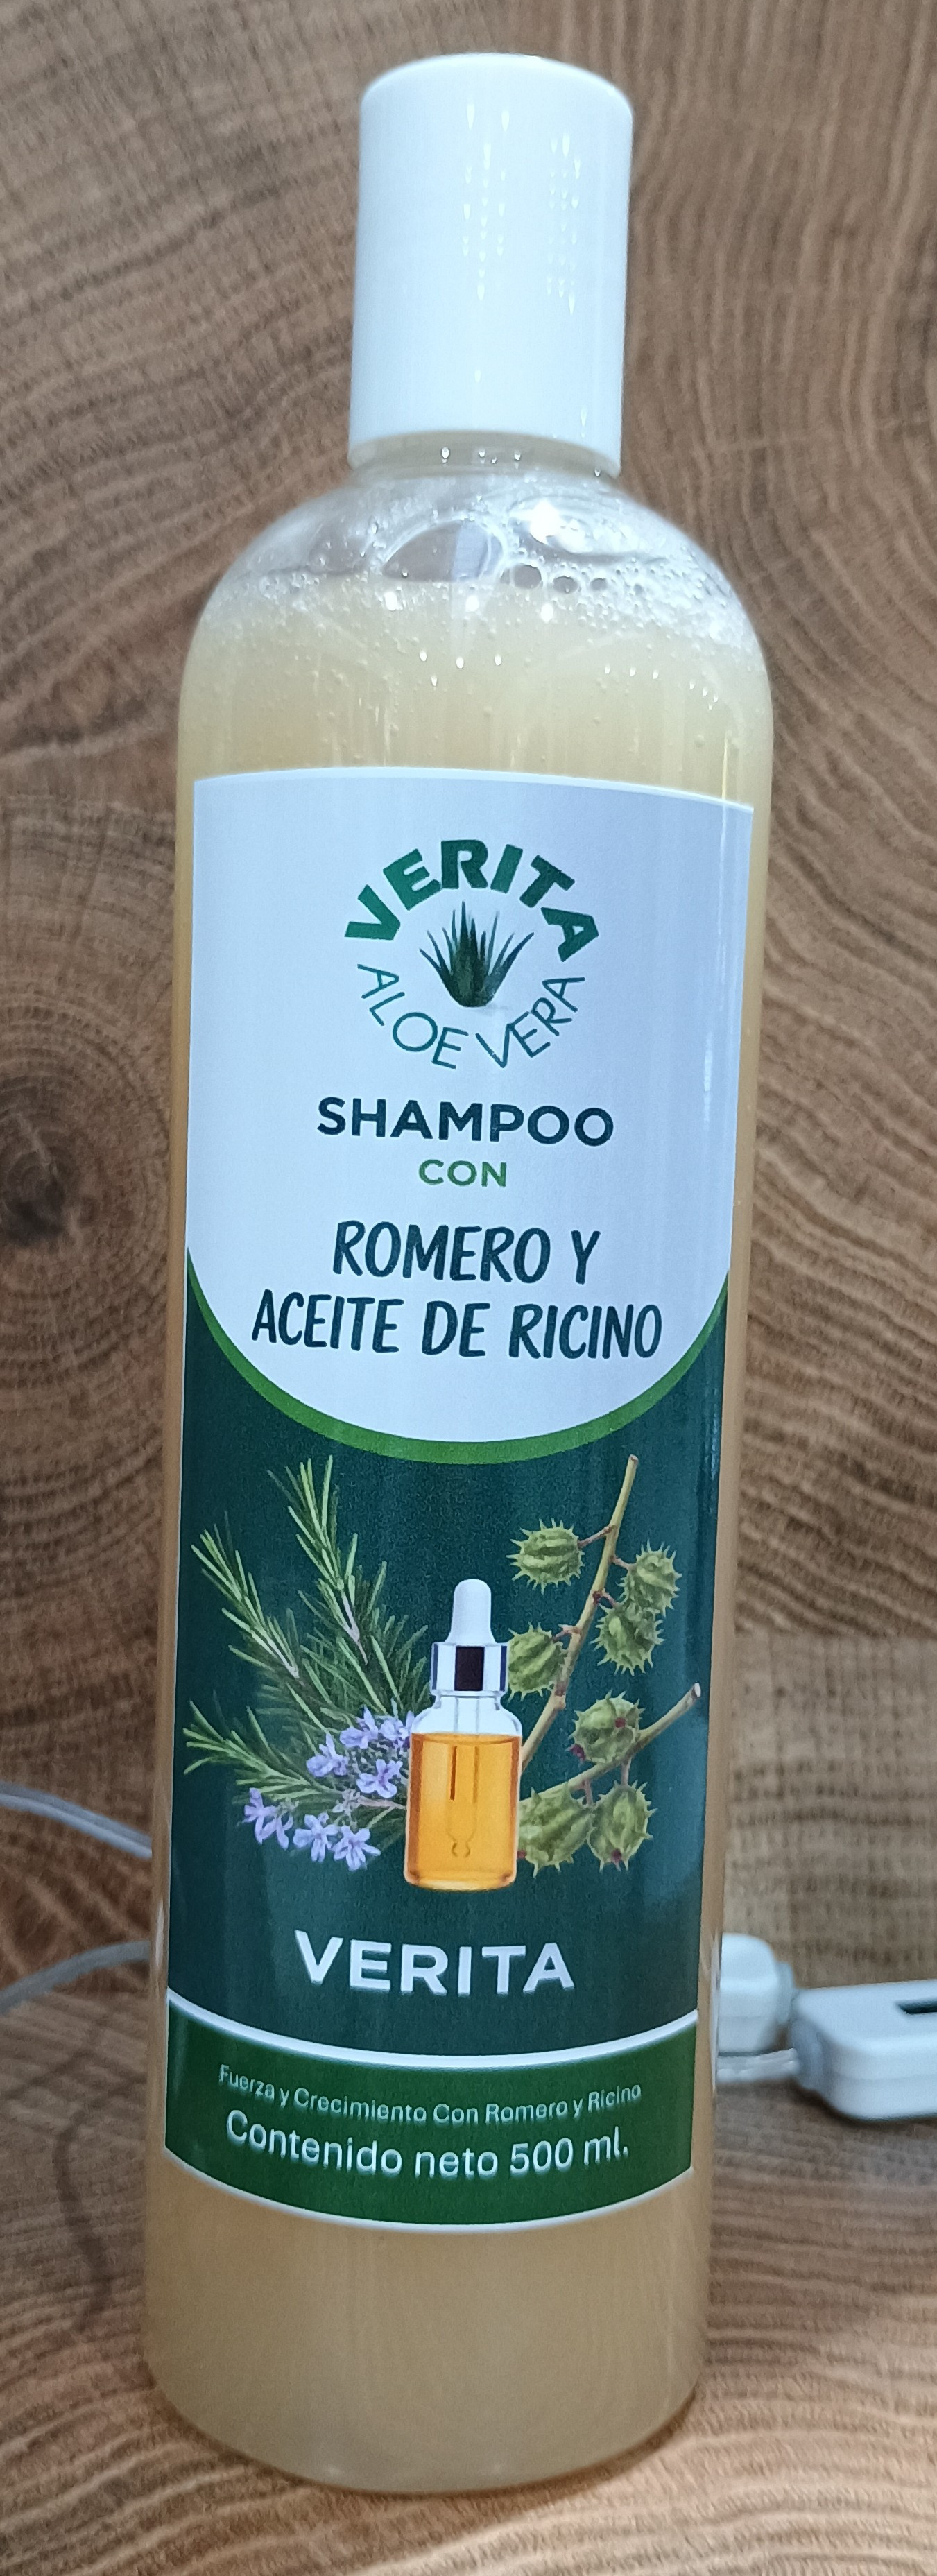 VERITA
ALOE VERA
SHAMPOO
CON
ROMERO Y
ACEITE DE RICINO
VERITA
Fuerza y Crecimiento Con Romero y Ricino
Contenido neto 500 ml.